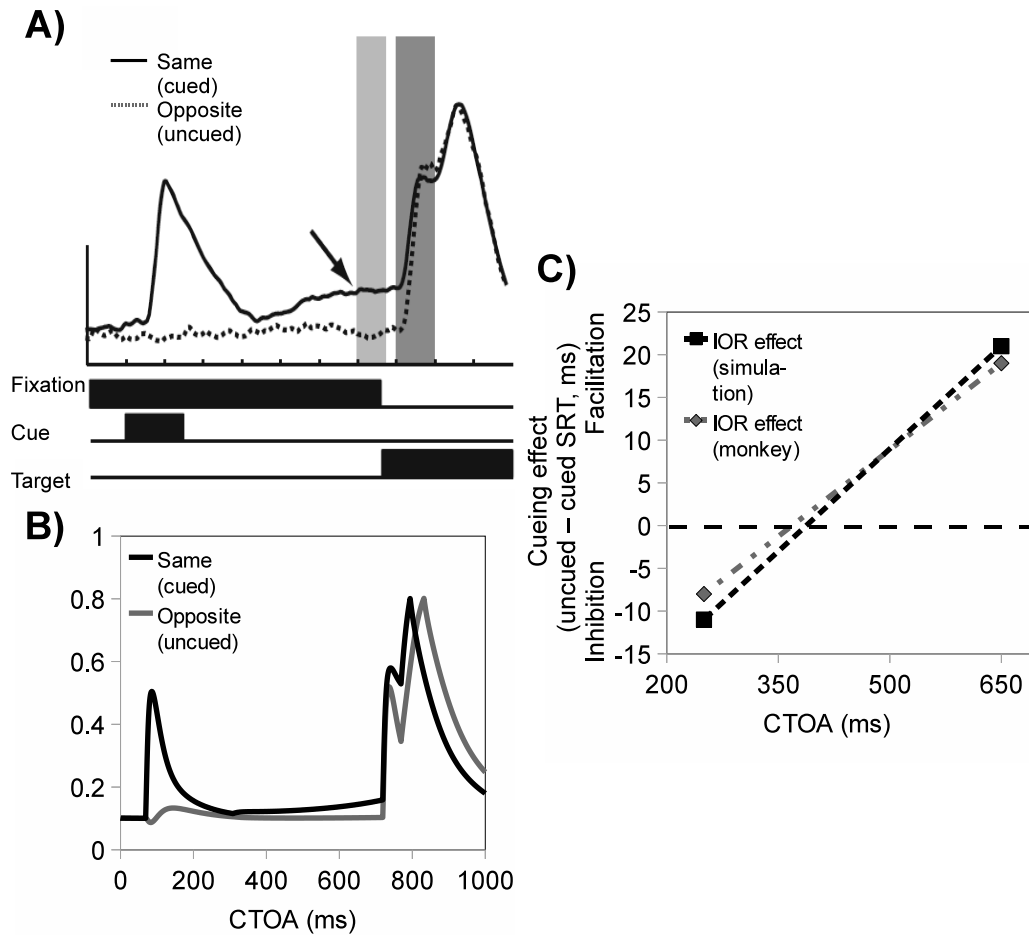 A)
Same
(cued)
Opposite
(uncued)
Fixation
Cue
Target
B)
1
0.8
0.6
0.4
0.2
0
Same
(cued)
Opposite
(uncued)
0 200 400 600 800 1000
CTOA (ms)
C)
Cueing effect
(uncued – cued SRT, ms)
Inhibition Facilitation
25
20
15
10
5
0
-5
-10
-15
IOR effect
(simula-
tion)
IOR effect
(monkey)
200 350 500 650
CTOA (ms)